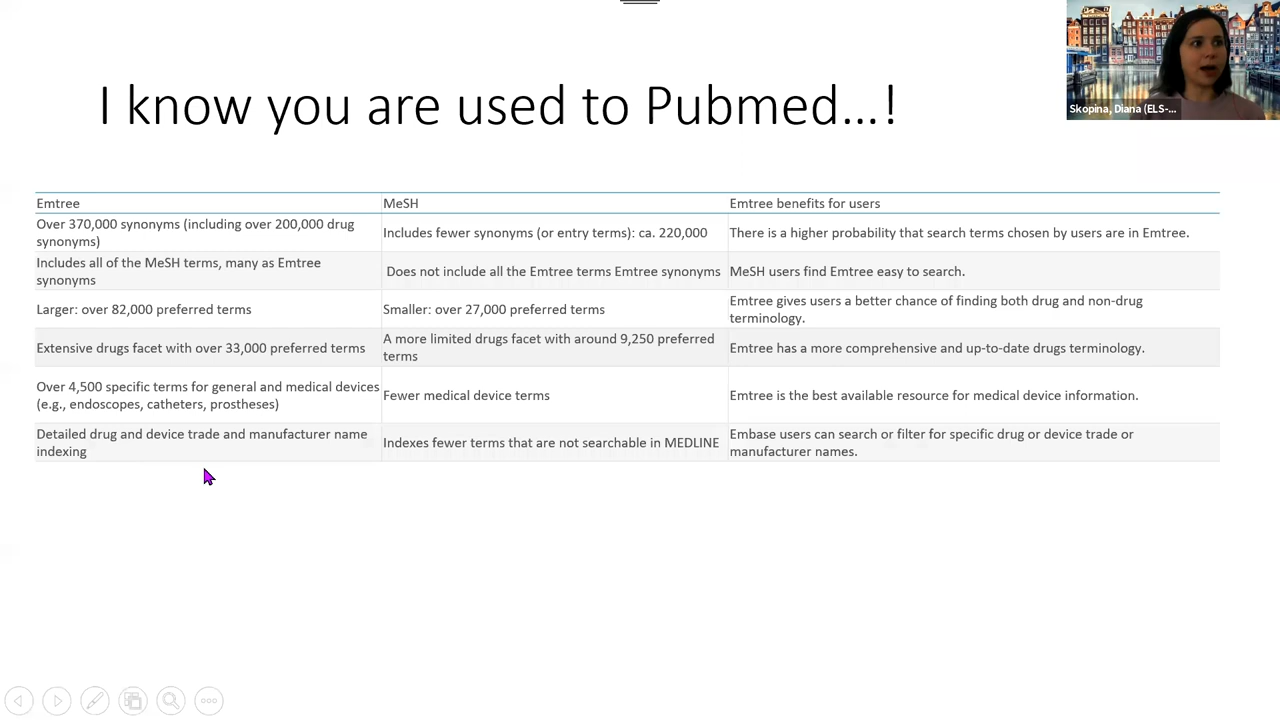 I know you are used to Pubmed...!
Skopina, Diana (ELS-...
Emtree MeSH Emtree benefits for users
Over 370,000 synonyms (including over 200,000 drug
synonyms)
Includes fewer synonyms (or entry terms): ca. 220,000
There is a higher probability that search terms chosen by users are in Emtree.
Includes all of the MeSH terms, many as Emtree
synonyms
Does not include all the Emtree terms Emtree synonyms
MeSH users find Emtree easy to search.
Larger: over 82,000 preferred terms
Smaller: over 27,000 preferred terms
Emtree gives users a better chance of finding both drug and non-drug
terminology.
Extensive drugs facet with over 33,000 preferred terms
A more limited drugs facet with around 9,250 preferred
terms
Emtree has a more comprehensive and up-to-date drugs terminology.
Over 4,500 specific terms for general and medical devices
(e.g., endoscopes, catheters, prostheses)
Fewer medical device terms
Emtree is the best available resource for medical device information.
Detailed drug and device trade and manufacturer name
indexing
Indexes fewer terms that are not searchable in MEDLINE
Embase users can search or filter for specific drug or device trade or
manufacturer names.